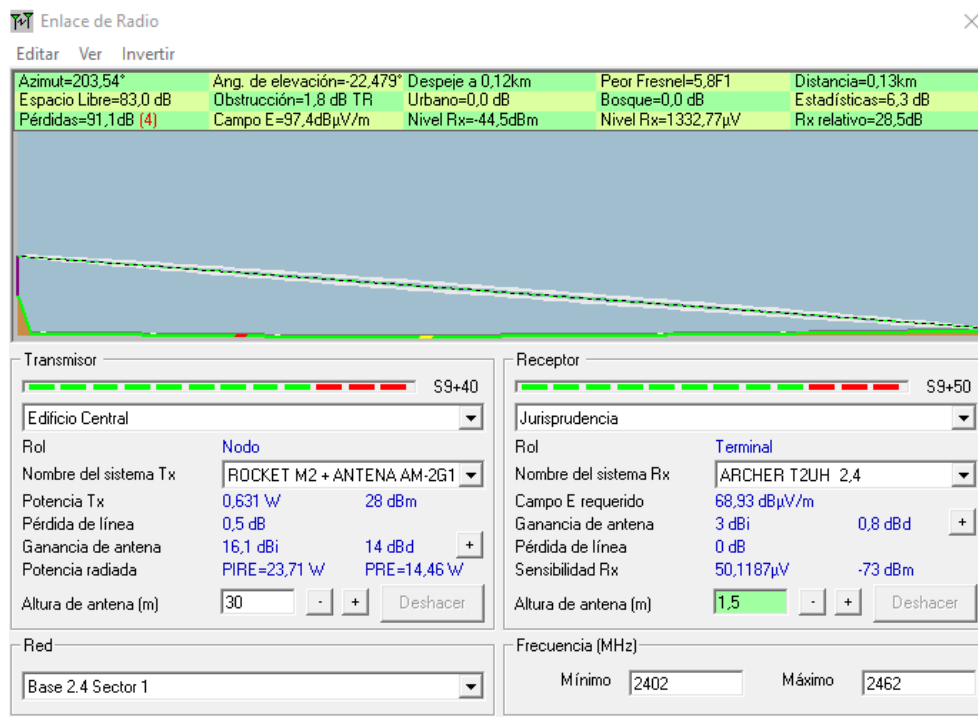 Enlace de Radio
Editar Ver Invertir
Azimut=203,54° Ang. de elevación=-22,479° Despeje a 0,12km Peor Fresnel=5,8F1 Distancia=0,13km
Espacio Libre=83,0 dB Obstrucción=1,8 dB TR Urbano=0,0 dB Bosque=0,0 dB Estadísticas=6,3 dB
Pérdidas=91,1dB (4) Campo E=97,4dBµV/m Nivel Rx=-44,5dBm Nivel Rx=1332,77µV Rx relativo=28,5dB
Transmisor
S9+40
Edificio Central
Rol Nodo
Nombre del sistema Tx ROCKET M2 + ANTENA AM-2G1
Potencia Tx 0,631 W 28 dBm
Pérdida de línea 0,5 dB
Ganancia de antena 16,1 dBi 14 dBd +
Potencia radiada PIRE=23,71 W PRE=14,46 W
Altura de antena (m) 30 - + Deshacer
Red
Base 2.4 Sector 1
Receptor
S9+50
Jurisprudencia
Rol Terminal
Nombre del sistema Rx ARCHER T2UH 2,4
Campo E requerido 68,93 dBµV/m
Ganancia de antena 3 dBi 0,8 dBd +
Pérdida de línea 0 dB
Sensibilidad Rx 50,1187µV -73 dBm
Altura de antena (m) 1,5 - + Deshacer
Frecuencia (MHz)
Mínimo 2402 Máximo 2462